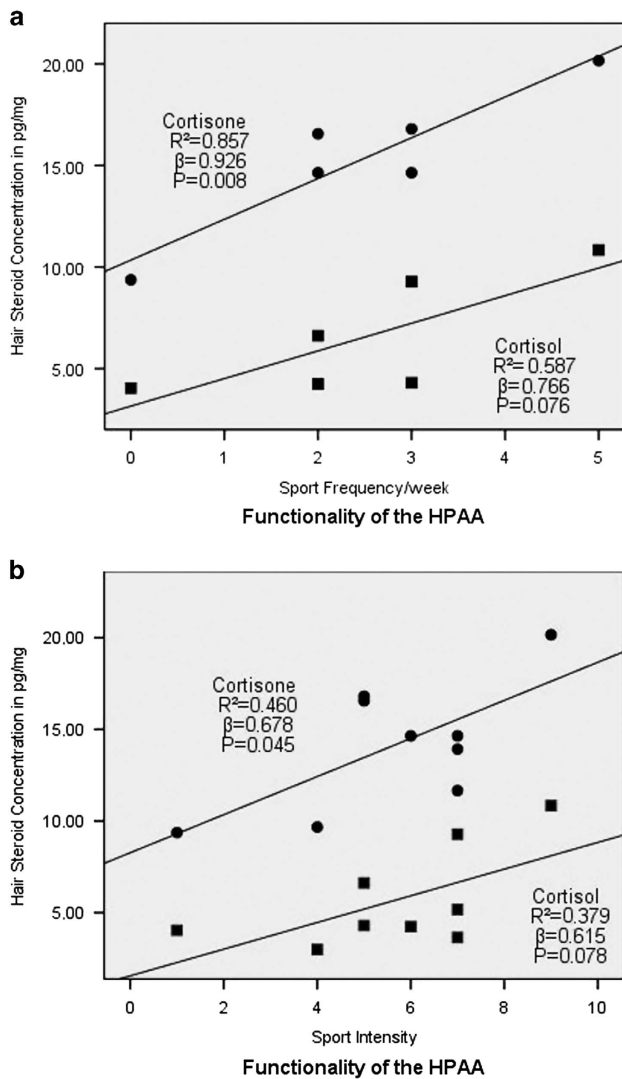 a
Hair Steroid Concentration in pg/mg
20.00
15.00
10.00
5.00
Cortisone
R²=0.857
β=0.926
P=0.008
Cortisol
R²=0.587
β=0.766
P=0.076
0 1 2 3 4 5
Sport Frequency/week
Functionality of the HPAA
b
Hair Steroid Concentration in pg/mg
20.00
15.00
10.00
5.00
Cortisone
R²=0.460
β=0.678
P=0.045
Cortisol
R²=0.379
β=0.615
P=0.078
0 2 4 6 8 10
Sport Intensity
Functionality of the HPAA